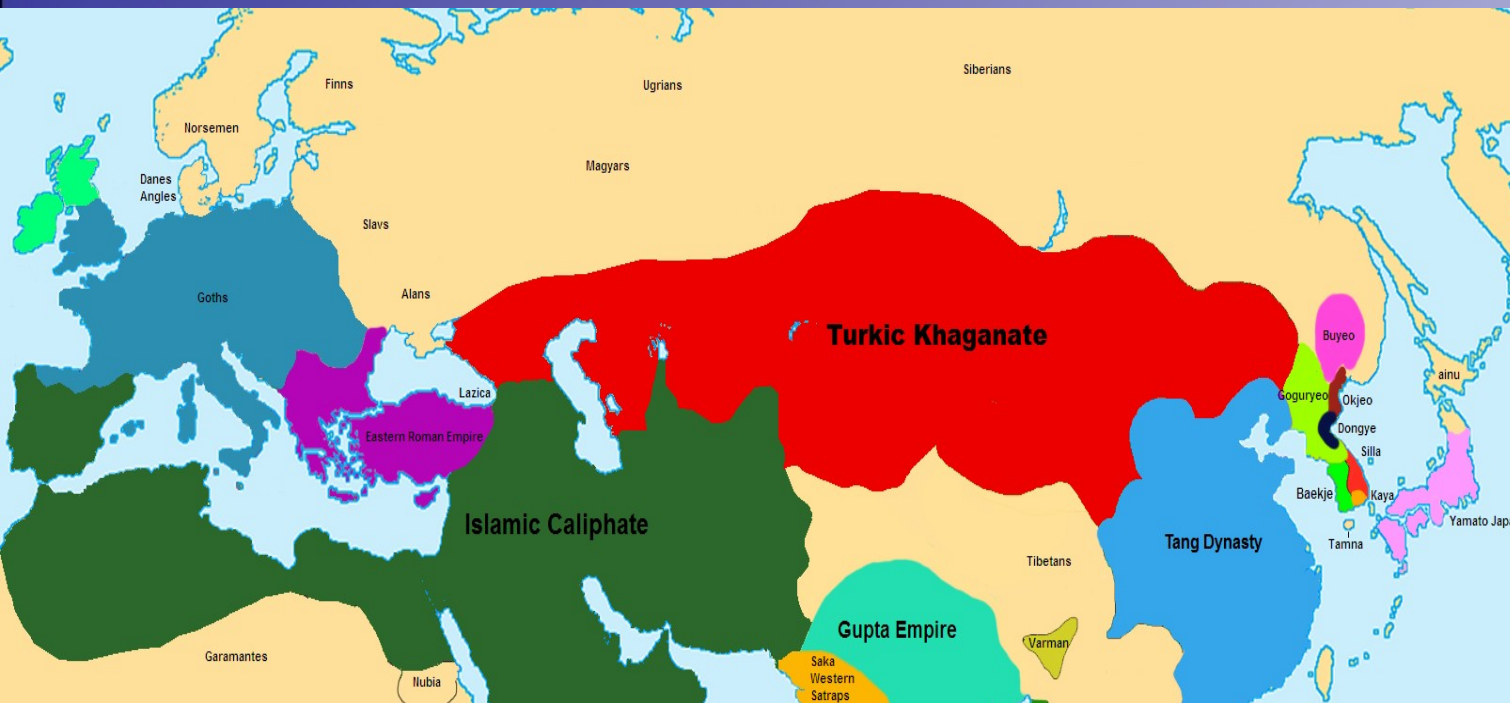 Siberians
Finns
Ugrians
Norsemen
Magyars
Danes
Angles
Slavs
Alans
Goths
Turkic Khaganate
Buyeo
Lazica
ainu
Goguryeo
Okjeo
Dongye
Eastern Roman Empire
Silla
Baekje
Kaya
Islamic Caliphate
Yamato Jap
Tang Dynasty
Tamna
Tibetans
Gupta Empire
Varman
Garamantes
Saka
Western
Satraps
Nubia